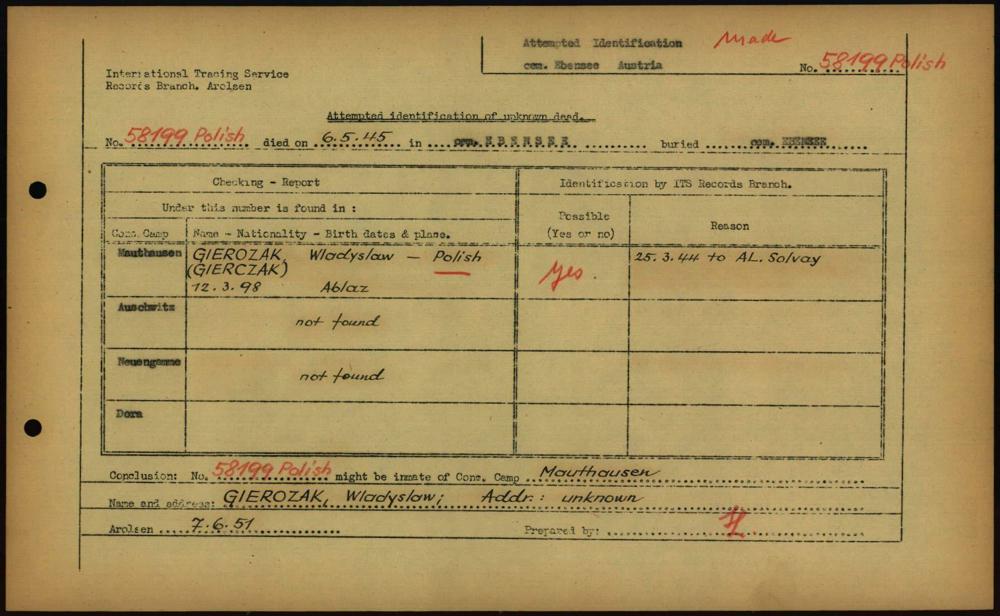 Attempted Identification Made
cem. Ebensee Austria No. 58199 Polish
International Tracing Service
Records Branch, Arolsen
Attempted identification of unknown dead.
No. 58199 Polish died on 6.5.45 in cem. EBENSEE buried cem. EBENSEE
Checking - Report Identification by ITS Records Branch.
Under this number is found in :
Possible (Yes or no) Reason
Conc. Camp Name - Nationality - Birth dates & place.
Mauthausen GIEROZAK, Wladyslaw — Polish Yes. 25.3.44 to AL. Solvay
(GIERCZAK)
12.3.98 Ablaz
Auschwitz not found
Neuengamme not found
Dora
Conclusion: No. 58199 Polish might be inmate of Conc. Camp Mauthausen
Name and address: GIEROZAK, Wladyslaw; Addr.: unknown
Arolsen 7.6.51 Prepared by: